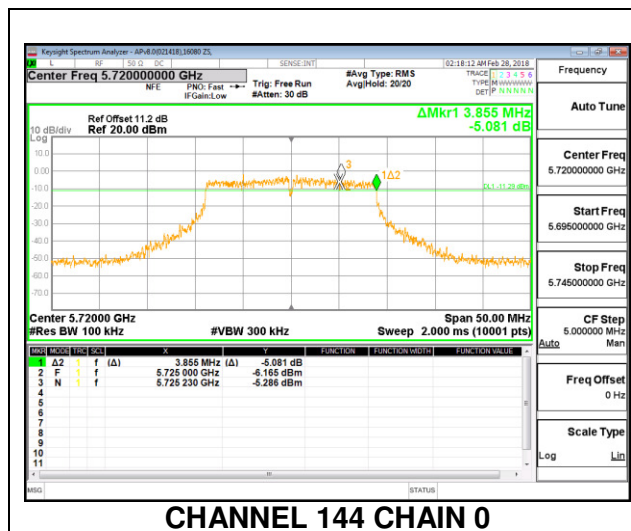 Keysight Spectrum Analyzer - APv8.0(021418),16080 ZS,
L RF 50 Ω DC SENSE:INT 02:18:12 AM Feb 28, 2018
Center Freq 5.720000000 GHz #Avg Type: RMS TRACE 1 2 3 4 5 6
NFE PNO: Fast Trig: Free Run Avg|Hold: 20/20 TYPE M W W W W W
IFGain:Low #Atten: 30 dB DET P N N N N N
ΔMkr1 3.855 MHz
-5.081 dB
Ref Offset 11.2 dB
10 dB/div Ref 20.00 dBm
Log
10.0
3
0.00
1Δ2
-10.0
DL1 -11.29 dBm
-20.0
-30.0
-40.0
-50.0
-60.0
-70.0
Center 5.72000 GHz Span 50.00 MHz
#Res BW 100 kHz #VBW 300 kHz Sweep 2.000 ms (10001 pts)
MKR MODE TRC SCL X Y FUNCTION FUNCTION WIDTH FUNCTION VALUE
1 Δ2 1 f (Δ) 3.855 MHz (Δ) -5.081 dB
2 F 1 f 5.725 000 GHz -6.165 dBm
3 N 1 f 5.725 230 GHz -5.286 dBm
4
5
6
7
8
9
10
11
MSG STATUS
Frequency
Auto Tune
Center Freq
5.720000000 GHz
Start Freq
5.695000000 GHz
Stop Freq
5.745000000 GHz
CF Step
5.000000 MHz
Auto Man
Freq Offset
0 Hz
Scale Type
Log Lin
CHANNEL 144 CHAIN 0